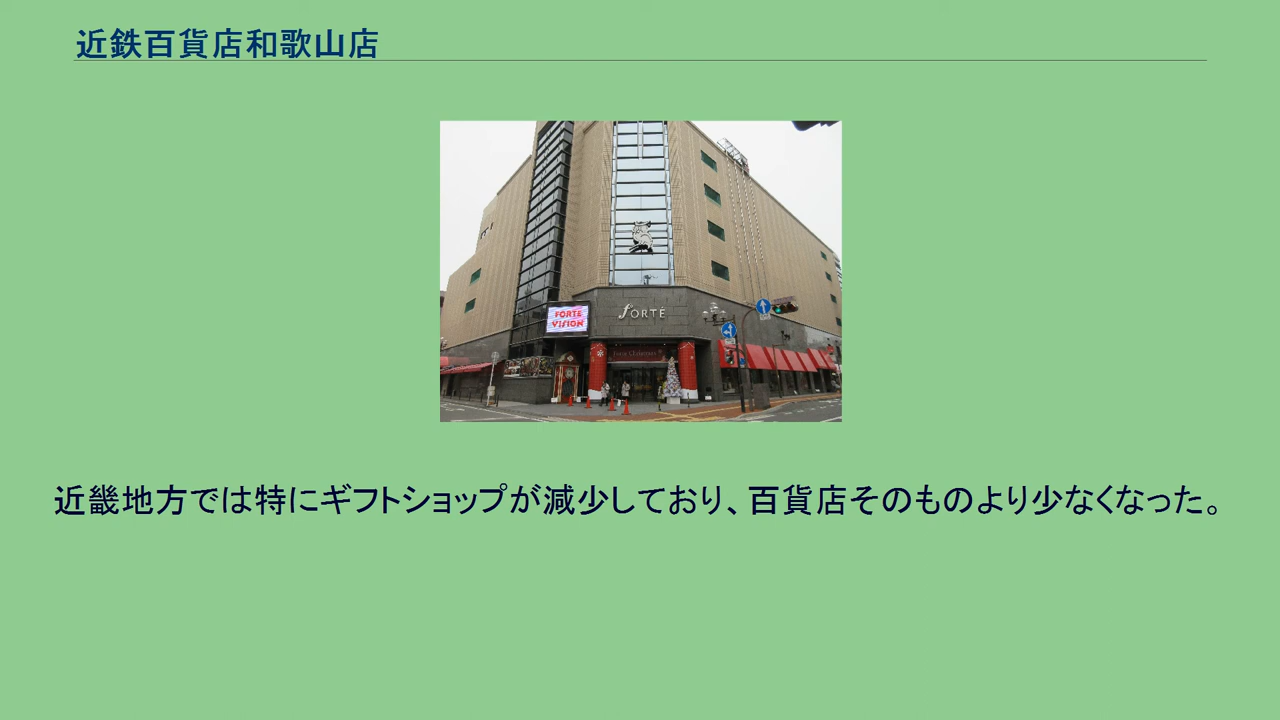 近鉄百貨店和歌山店
FORTE
VISION
FORTE
近畿地方では特にギフトショップが減少しており、百貨店そのものより少なくなった。